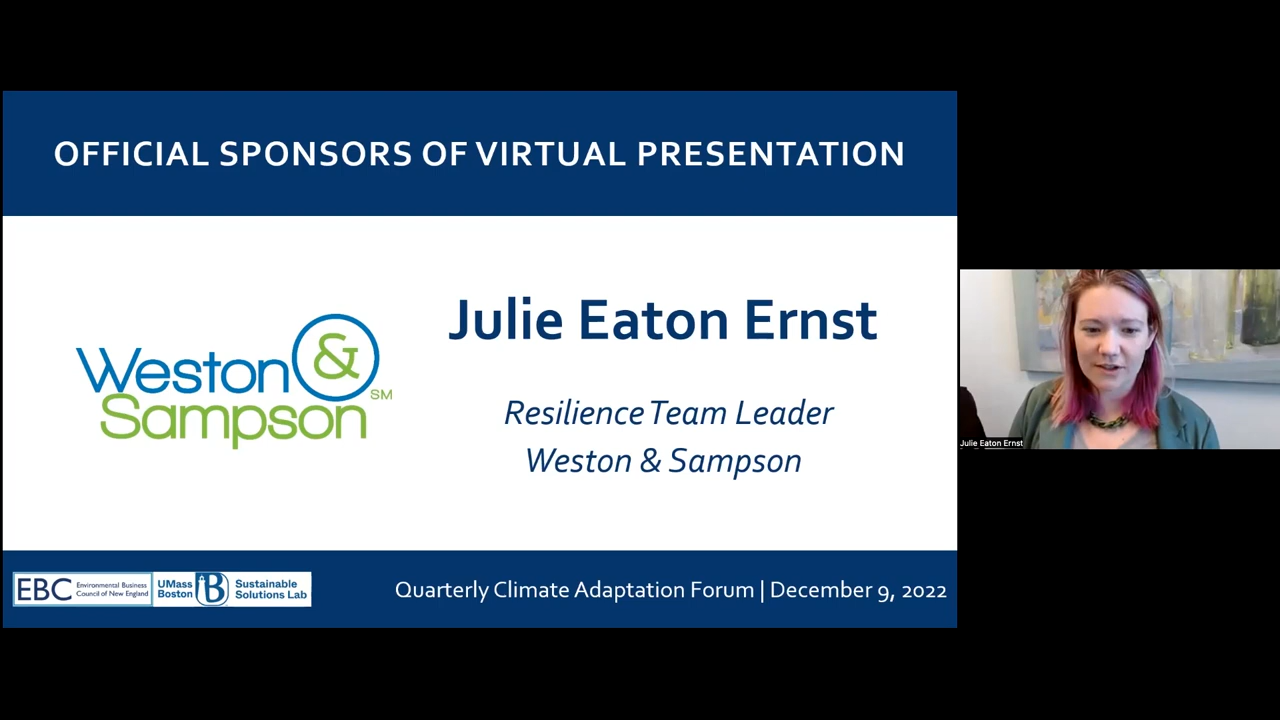 OFFICIAL SPONSORS OF VIRTUAL PRESENTATION
Weston &
Sampson SM
Julie Eaton Ernst
Resilience Team Leader
Weston & Sampson
Julie Eaton Ernst
EBC Environmental Business
Council of New England
UMass
Boston
B
Sustainable
Solutions Lab
Quarterly Climate Adaptation Forum | December 9, 2022